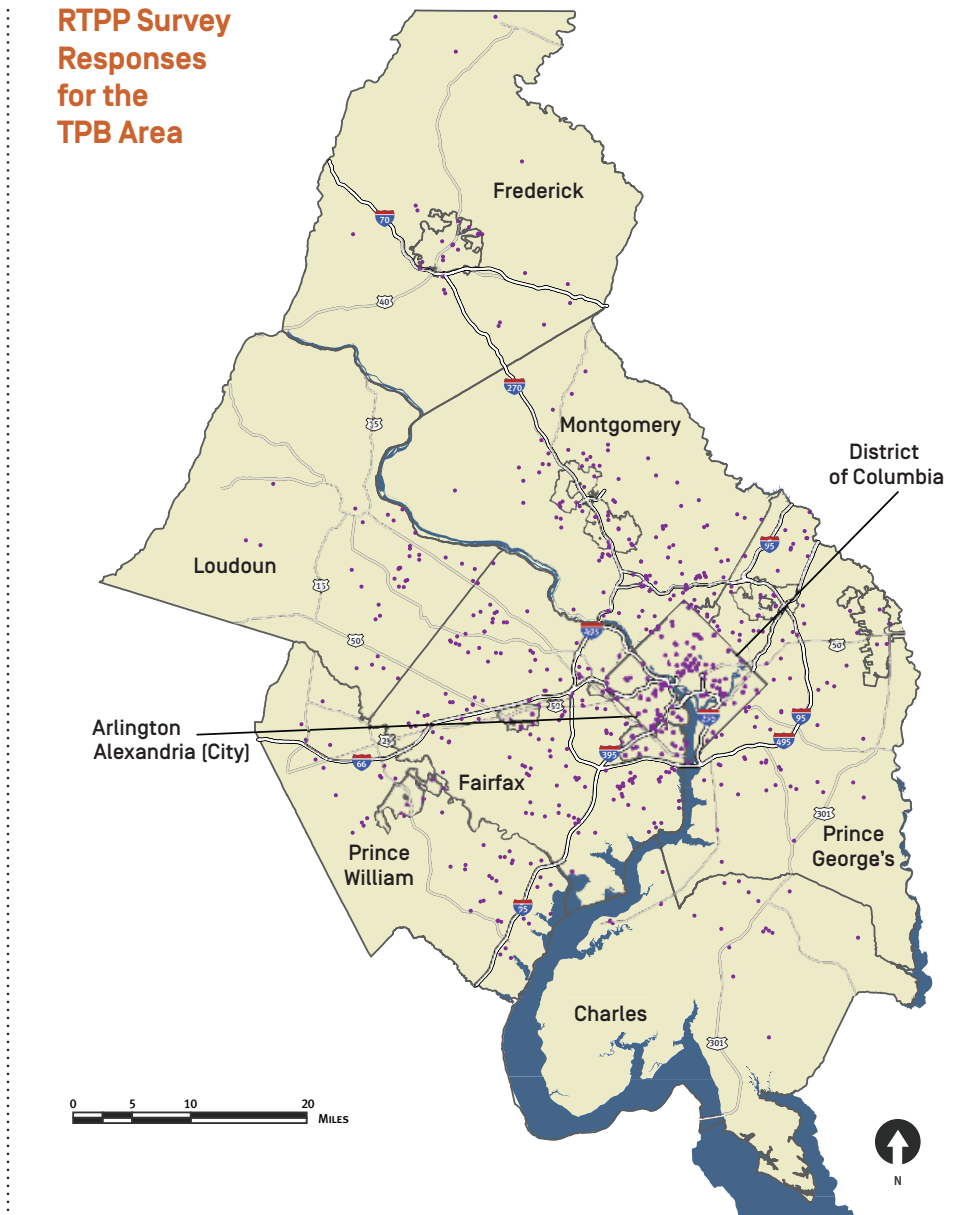 RTPP Survey
Responses
for the
TPB Area
Frederick
70
40
270
15
Montgomery
District
of Columbia
95
Loudoun
15
495
50
50
50
Arlington
Alexandria (City)
29
66
295
395
95
495
Fairfax
301
Prince
George's
Prince
William
95
Charles
301
0 5 10 20
MILES
N